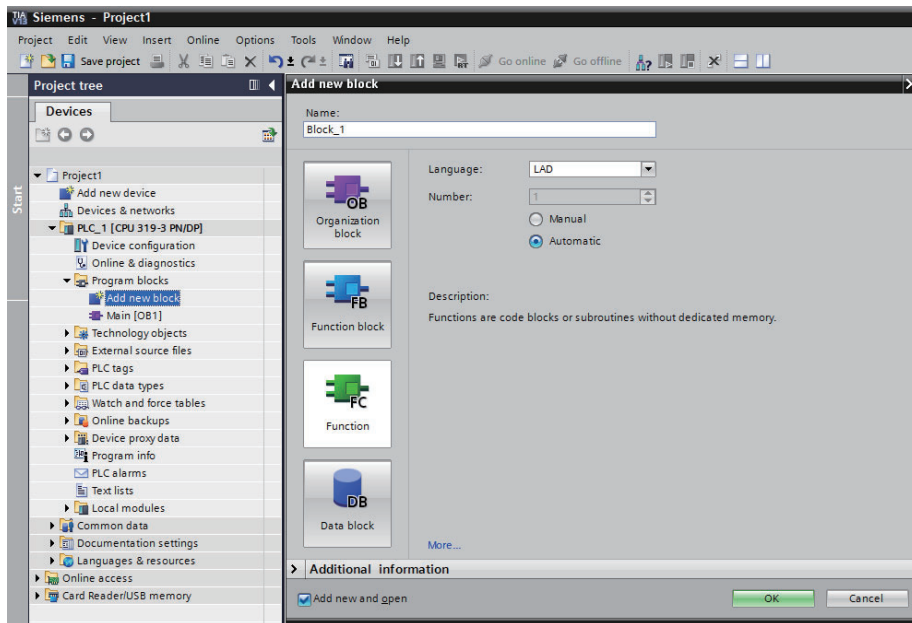 TIA V13
Siemens - Project1
Project Edit View Insert Online Options Tools Window Help
Save project Go online Go offline
Project tree
Devices
Start
Project1
Add new device
Devices & networks
PLC_1 [CPU 319-3 PN/DP]
Device configuration
Online & diagnostics
Program blocks
Add new block
Main [OB1]
Technology objects
External source files
PLC tags
PLC data types
Watch and force tables
Online backups
Device proxy data
Program info
PLC alarms
Text lists
Local modules
Common data
Documentation settings
Languages & resources
Online access
Card Reader/USB memory
Add new block
Name:
Block_1
OB
Organization
block
FB
Function block
FC
Function
DB
Data block
Language: LAD
Number: 1
Manual
Automatic
Description:
Functions are code blocks or subroutines without dedicated memory.
More...
Additional information
Add new and open
OK Cancel